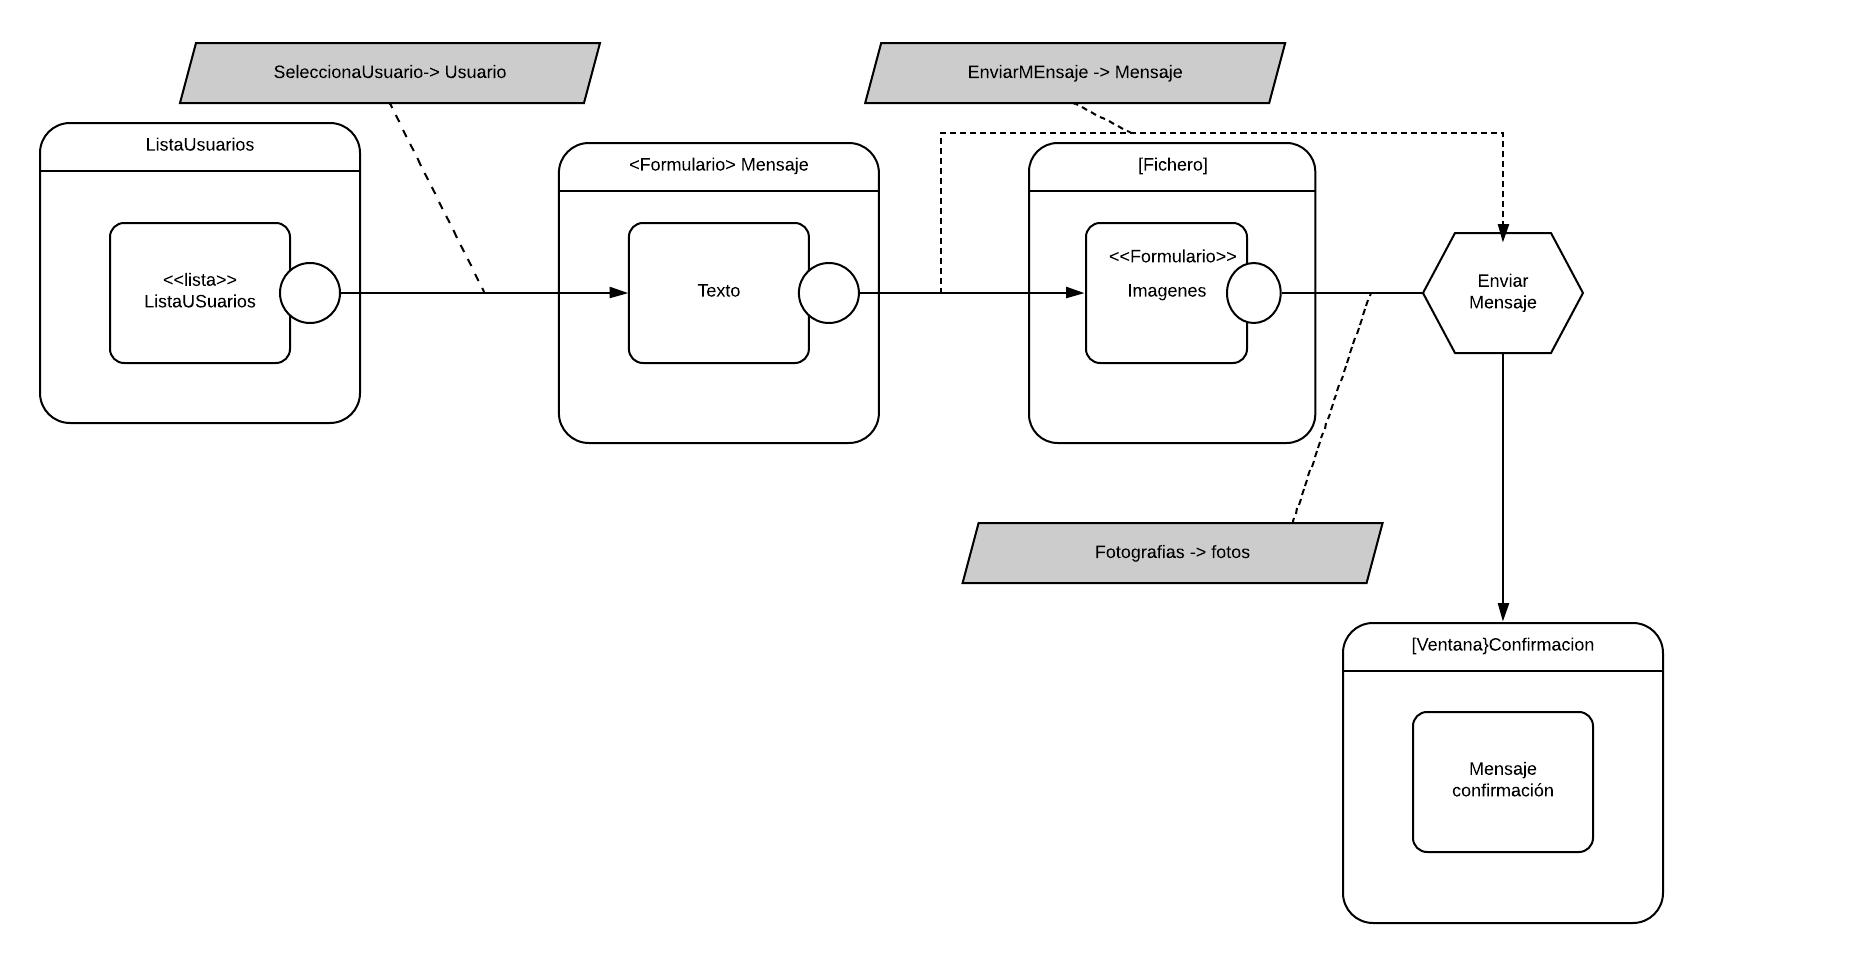 SeleccionaUsuario-> Usuario
EnviarMEnsaje -> Mensaje
ListaUsuarios
<Formulario> Mensaje
[Fichero]
<<lista>>
ListaUSuarios
Texto
<<Formulario>>
Imagenes
Enviar
Mensaje
Fotografias -> fotos
[Ventana}Confirmacion
Mensaje
confirmación